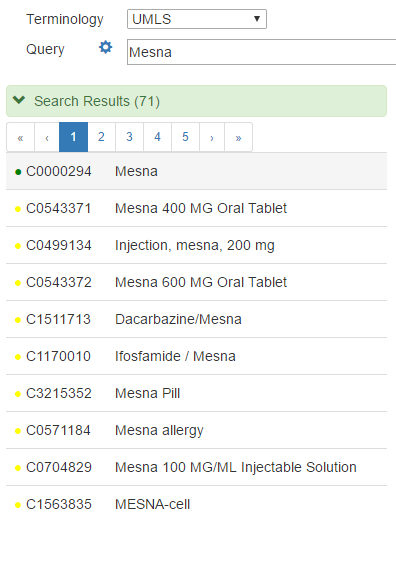 Terminology UMLS
Query Mesna
Search Results (71)
« ‹ 1 2 3 4 5 › »
C0000294 Mesna
C0543371 Mesna 400 MG Oral Tablet
C0499134 Injection, mesna, 200 mg
C0543372 Mesna 600 MG Oral Tablet
C1511713 Dacarbazine/Mesna
C1170010 Ifosfamide / Mesna
C3215352 Mesna Pill
C0571184 Mesna allergy
C0704829 Mesna 100 MG/ML Injectable Solution
C1563835 MESNA-cell